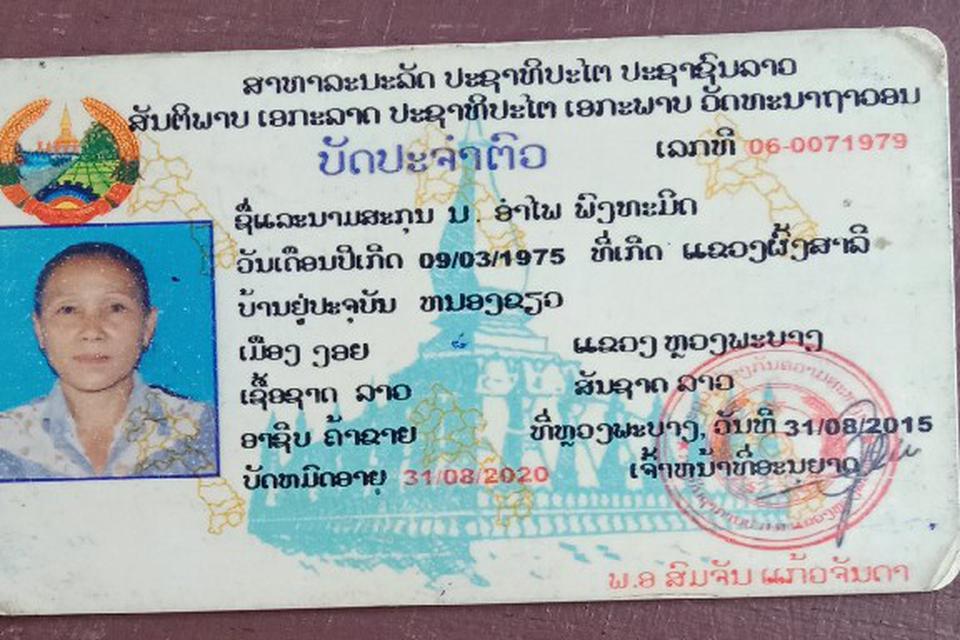 ສາທາລະນະລັດ ປະຊາທິປະໄຕ ປະຊາຊົນລາວ
ສັນຕິພາບ ເອກະລາດ ປະຊາທິປະໄຕ ເອກະພາບ ວັດທະນາຖາວອນ
ບັດປະຈຳຕົວ ເລກທີ 06-0071979
ຊື່ແລະນາມສະກຸນ ນ. ອຳໄພ ພົງທະມິດ
ວັນເດືອນປີເກີດ 09/03/1975 ທີ່ເກີດ ແຂວງຜົ້ງສາລີ
ບ້ານຢູ່ປະຈຸບັນ ຫນອງຂຽວ
ເມືອງ ງອຍ ແຂວງ ຫຼວງພະບາງ
ເຊື້ອຊາດ ລາວ ສັນຊາດ ລາວ
ອາຊິບ ຄ້າຂາຍ ທີ່ຫຼວງພະບາງ, ວັນທີ 31/08/2015
ບັດຫມົດອາຍຸ 31/08/2020 ເຈົ້າຫນ້າທີ່ອະນຸຍາດ
ພ.ອ ສົມຈັນ ແກ້ວຈັນດາ